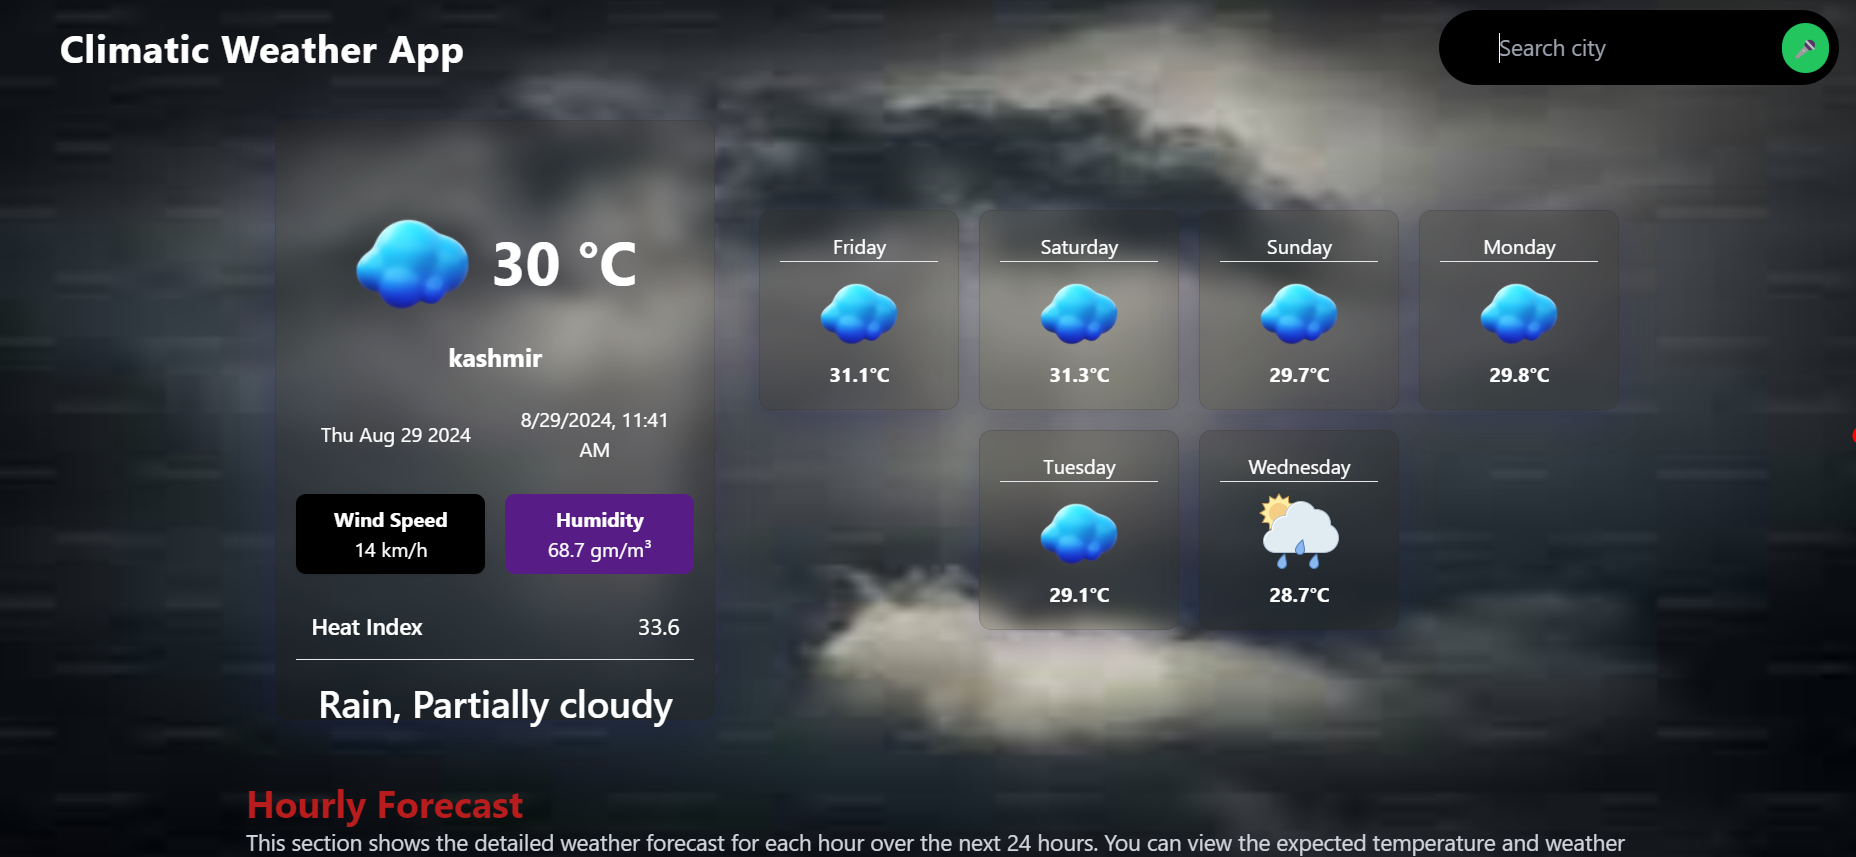 Climatic Weather App
Search city
30 °C
kashmir
Thu Aug 29 2024
8/29/2024, 11:41
AM
Wind Speed
14 km/h
Humidity
68.7 gm/m³
Heat Index
33.6
Rain, Partially cloudy
Friday
31.1°C
Saturday
31.3°C
Sunday
29.7°C
Monday
29.8°C
Tuesday
29.1°C
Wednesday
28.7°C
Hourly Forecast
This section shows the detailed weather forecast for each hour over the next 24 hours. You can view the expected temperature and weather